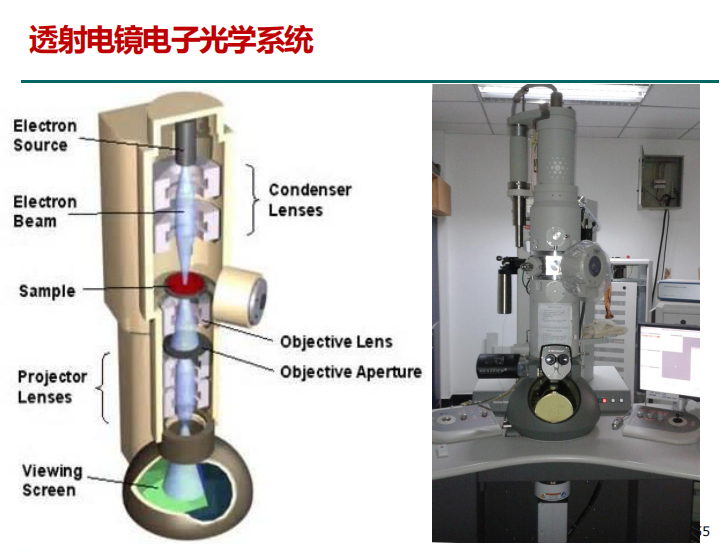 透射电镜电子光学系统
Electron
Source
Condenser
Lenses
Electron
Beam
Sample
Objective Lens
Objective Aperture
Projector
Lenses
Viewing
Screen